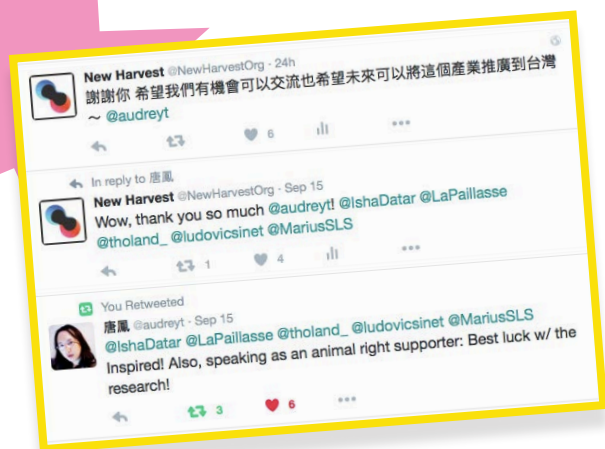 New Harvest @NewHarvestOrg · 24h
謝謝你 希望我們有機會可以交流也希望未來可以將這個產業推廣到台灣
～ @audreyt
6
In reply to 唐鳳
New Harvest @NewHarvestOrg · Sep 15
Wow, thank you so much @audreyt! @IshaDatar @LaPaillasse
@tholand_ @ludovicsinet @MariusSLS
1 4
You Retweeted
唐鳳 @audreyt · Sep 15
@IshaDatar @LaPaillasse @tholand_ @ludovicsinet @MariusSLS
Inspired! Also, speaking as an animal right supporter: Best luck w/ the
research!
3 6